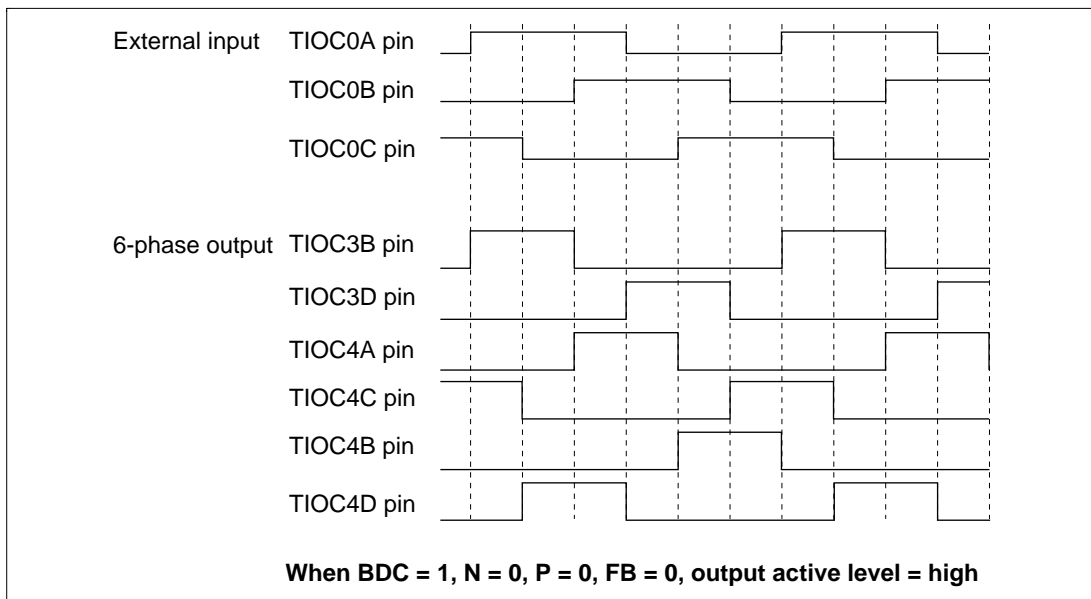 External input TIOC0A pin
TIOC0B pin
TIOC0C pin
6-phase output TIOC3B pin
TIOC3D pin
TIOC4A pin
TIOC4C pin
TIOC4B pin
TIOC4D pin
When BDC = 1, N = 0, P = 0, FB = 0, output active level = high